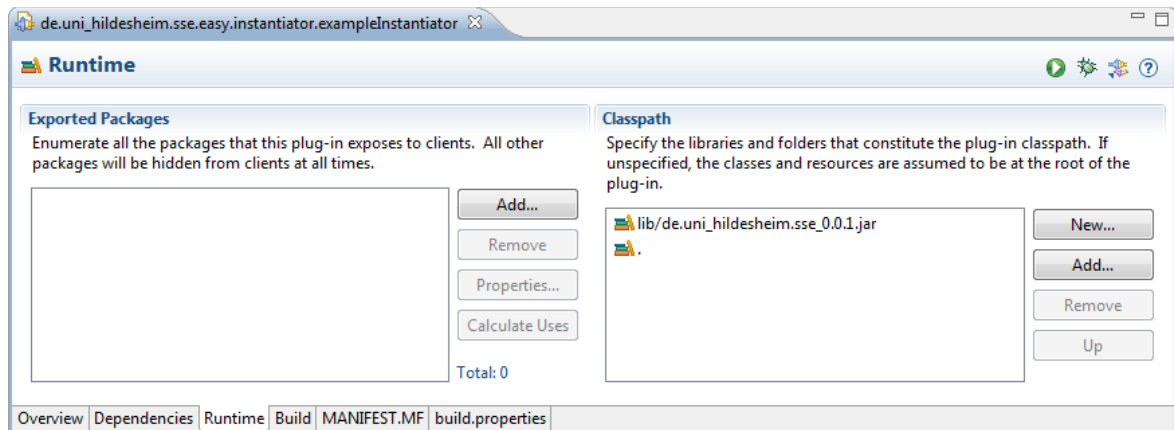 de.uni_hildesheim.sse.easy.instantiator.exampleInstantiator
Runtime
Exported Packages
Enumerate all the packages that this plug-in exposes to clients. All other
packages will be hidden from clients at all times.
Add...
Remove
Properties...
Calculate Uses
Total: 0
Classpath
Specify the libraries and folders that constitute the plug-in classpath. If
unspecified, the classes and resources are assumed to be at the root of the
plug-in.
lib/de.uni_hildesheim.sse_0.0.1.jar
.
New...
Add...
Remove
Up
Overview Dependencies Runtime Build MANIFEST.MF build.properties